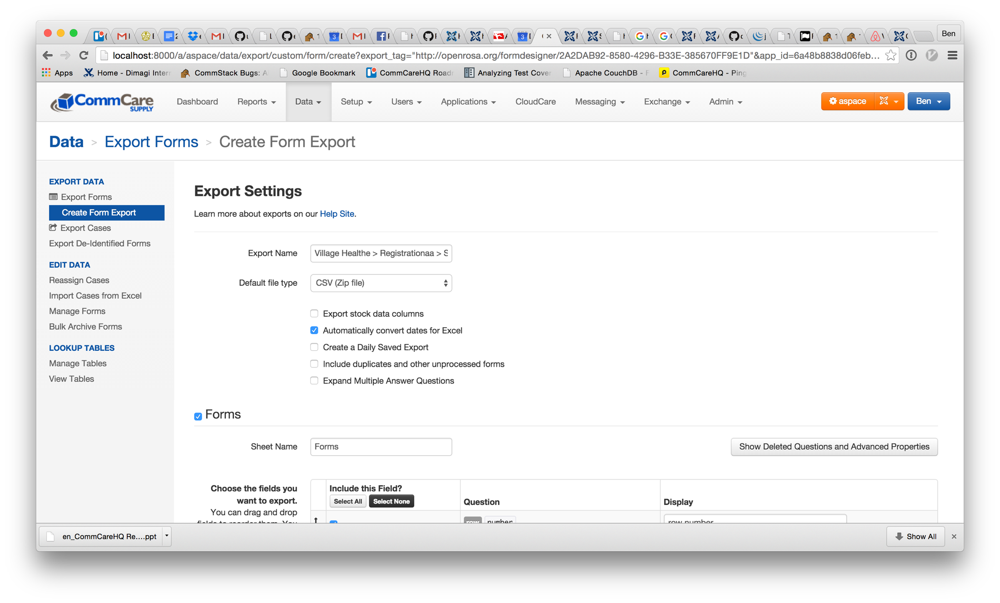 Ben
localhost:8000/a/aspace/data/export/custom/form/create?export_tag="http://openrosa.org/formdesigner/2A2DAB92-8580-4296-B33E-385670FF9E1D"&app_id=6a48b8838d06feb...
Apps Home - Dimagi Intern CommStack Bugs: A Google Bookmark CommCareHQ Roadr Analyzing Test Cover Apache CouchDB - F CommCareHQ - Ping
CommCare SUPPLY Dashboard Reports Data Setup Users Applications CloudCare Messaging Exchange Admin aspace Ben
Data > Export Forms > Create Form Export
EXPORT DATA
Export Forms
Create Form Export
Export Cases
Export De-Identified Forms
EDIT DATA
Reassign Cases
Import Cases from Excel
Manage Forms
Bulk Archive Forms
LOOKUP TABLES
Manage Tables
View Tables
Export Settings
Learn more about exports on our Help Site.
Export Name Village Healthe > Registrationaa > S
Default file type CSV (Zip file)
Export stock data columns
Automatically convert dates for Excel
Create a Daily Saved Export
Include duplicates and other unprocessed forms
Expand Multiple Answer Questions
Forms
Sheet Name Forms Show Deleted Questions and Advanced Properties
Choose the fields you
want to export.
You can drag and drop
fields to reorder them. You
Include this Field?
Select All Select None
Question
Display
row number
row number
en_CommCareHQ Re....ppt Show All